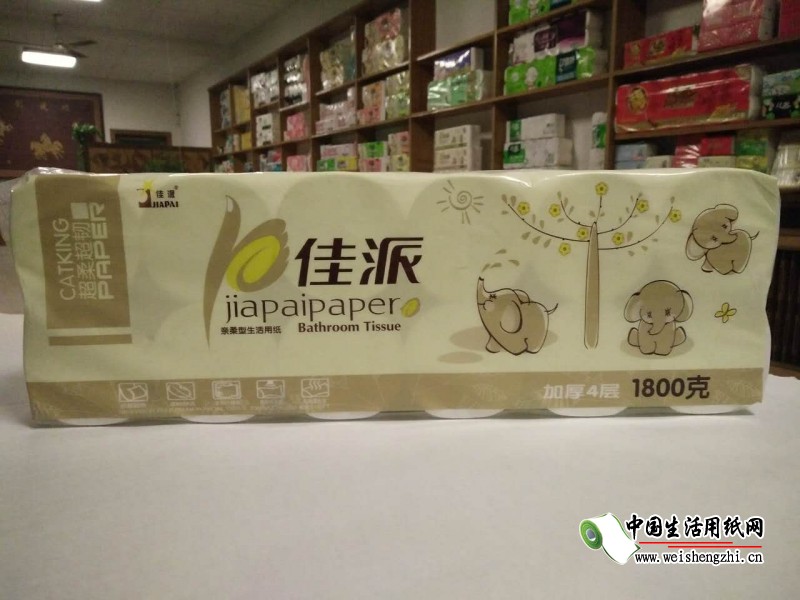 佳派®
JIAPAI
CATKING
超柔超韧
PAPER
佳派
jiapaipaper
亲柔型生活用纸 Bathroom Tissue
加厚4层 1800克
中国生活用纸网
www.weishengzhi.cn